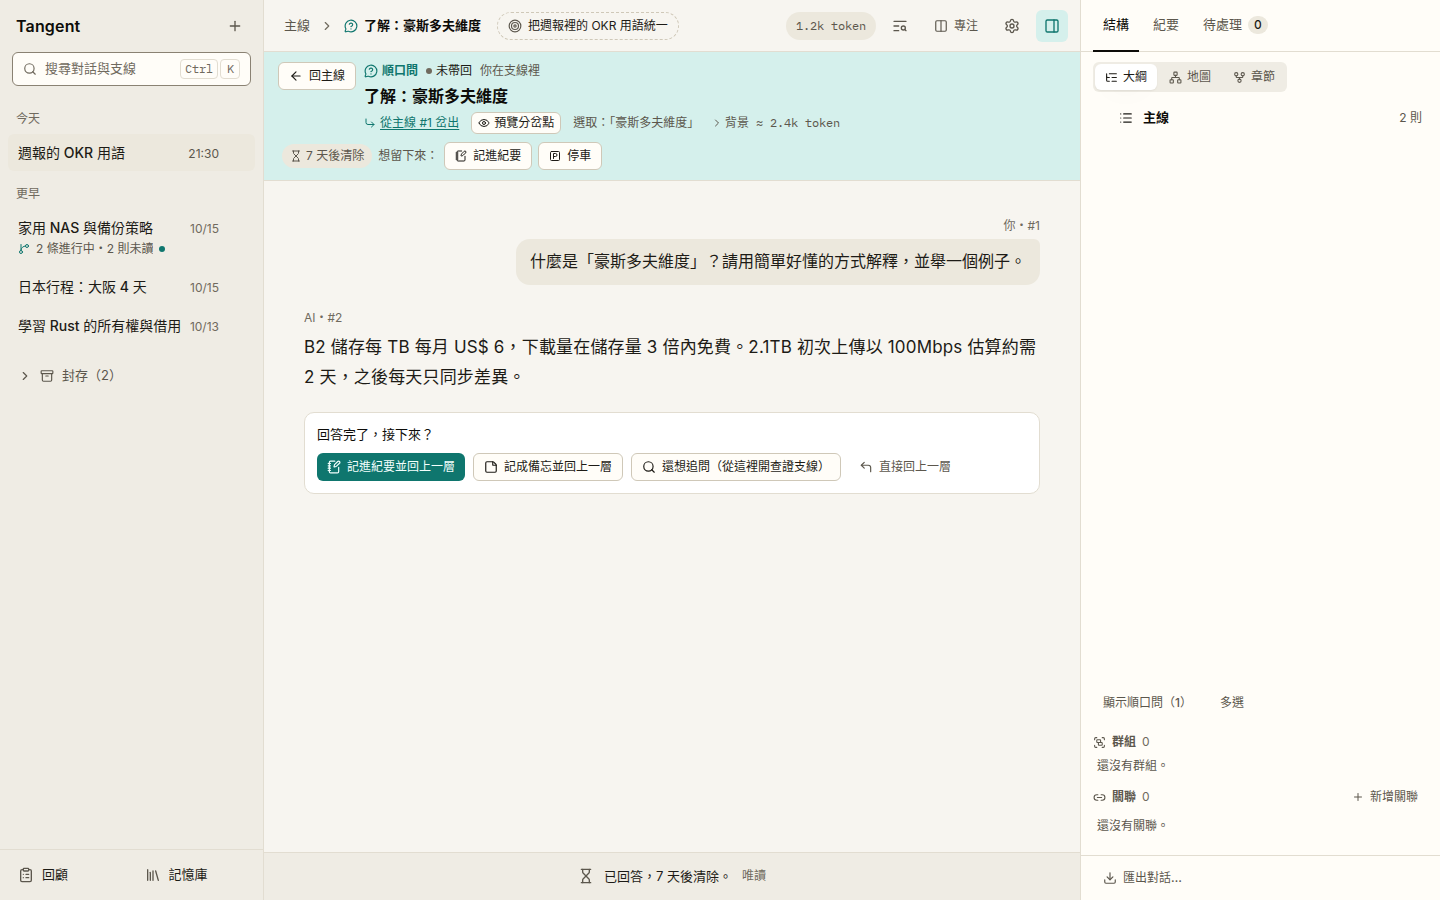 Tangent
搜尋對話與支線 Ctrl K
今天
週報的 OKR 用語 21:30
更早
家用 NAS 與備份策略 10/15
2 條進行中・2 則未讀
日本行程：大阪 4 天 10/15
學習 Rust 的所有權與借用 10/13
封存（2）
回顧 記憶庫
主線 了解：豪斯多夫維度 把週報裡的 OKR 用語統一 1.2k token 專注
回主線 順口問 未帶回 你在支線裡
了解：豪斯多夫維度
從主線 #1 岔出 預覽分岔點 選取：「豪斯多夫維度」 背景 ≈ 2.4k token
7 天後清除 想留下來： 記進紀要 停車
你・#1
什麼是「豪斯多夫維度」？請用簡單好懂的方式解釋，並舉一個例子。
AI・#2
B2 儲存每 TB 每月 US$ 6，下載量在儲存量 3 倍內免費。2.1TB 初次上傳以 100Mbps 估算約需
2 天，之後每天只同步差異。
回答完了，接下來？
記進紀要並回上一層 記成備忘並回上一層 還想追問（從這裡開查證支線） 直接回上一層
已回答，7 天後清除。 唯讀
結構 紀要 待處理 0
大綱 地圖 章節
主線 2 則
顯示順口問（1） 多選
群組 0
還沒有群組。
關聯 0 新增關聯
還沒有關聯。
匯出對話…